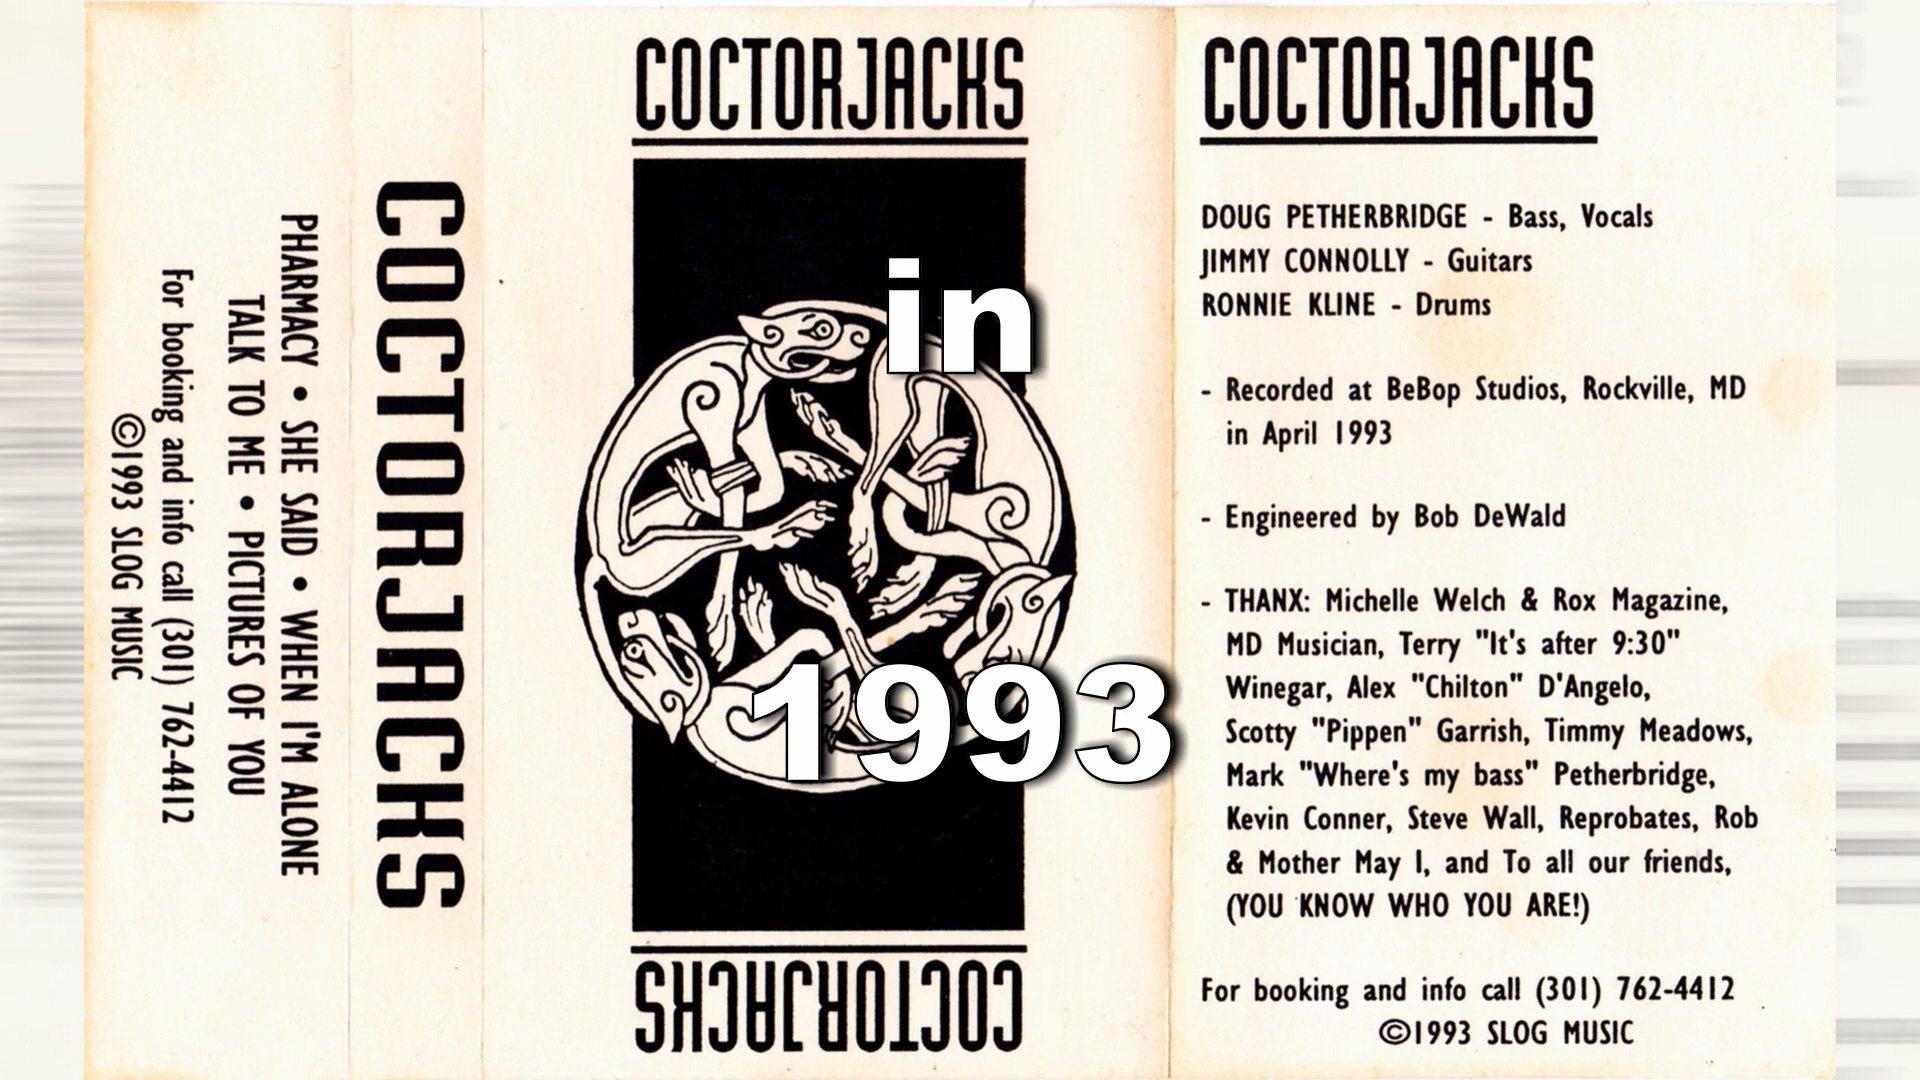 PHARMACY • SHE SAID • WHEN I'M ALONE
TALK TO ME • PICTURES OF YOU
For booking and info call (301) 762-4412
©1993 SLOG MUSIC
COCTORJACKS
COCTORJACKS
in
1993
COCTORJACKS
COCTORJACKS
DOUG PETHERBRIDGE - Bass, Vocals
JIMMY CONNOLLY - Guitars
RONNIE KLINE - Drums
- Recorded at BeBop Studios, Rockville, MD
in April 1993
- Engineered by Bob DeWald
- THANX: Michelle Welch & Rox Magazine,
MD Musician, Terry "It's after 9:30"
Winegar, Alex "Chilton" D'Angelo,
Scotty "Pippen" Garrish, Timmy Meadows,
Mark "Where's my bass" Petherbridge,
Kevin Conner, Steve Wall, Reprobates, Rob
& Mother May I, and To all our friends,
(YOU KNOW WHO YOU ARE!)
For booking and info call (301) 762-4412
©1993 SLOG MUSIC